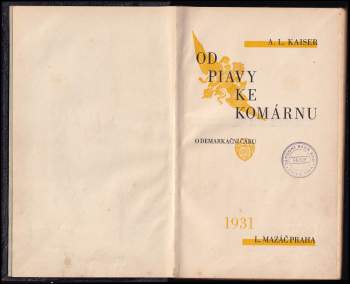 A. L. KAISER
OD
PIAVY
KE
KOMÁRNU
O DEMARKAČNÍ ČÁRU
1931
L. MAZÁČ PRAHA